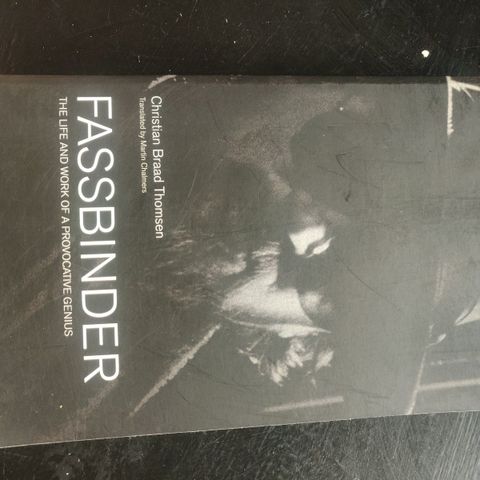 Christian Braad Thomsen
Translated by Martin Chalmers
FASSBINDER
THE LIFE AND WORK OF A PROVOCATIVE GENIUS